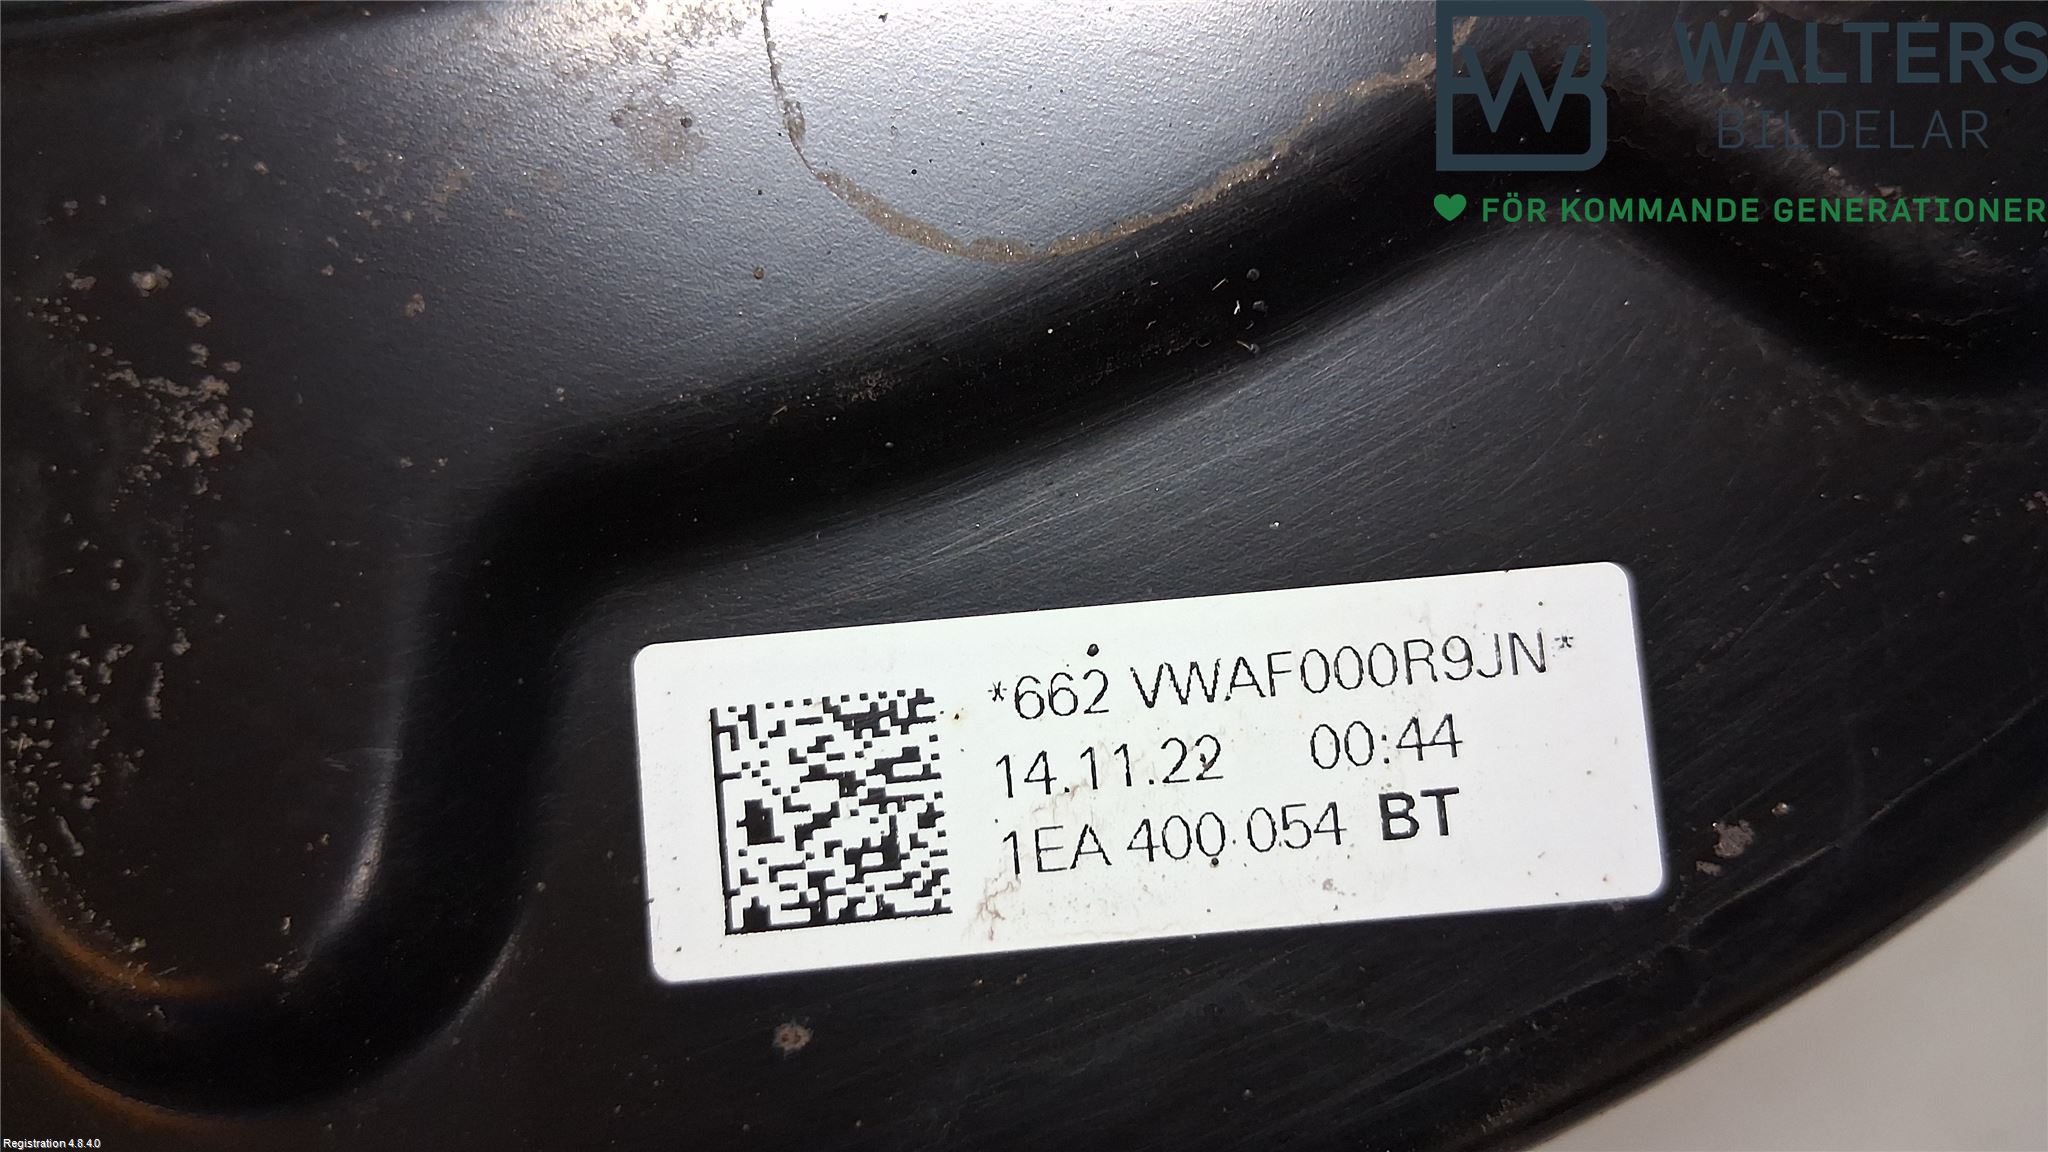 WALTERS
BILDELAR
FÖR KOMMANDE GENERATIONER
*662 VWAF000R9JN*
14.11.22 00:44
1EA 400 054 BT
Registration 4.8.4.0